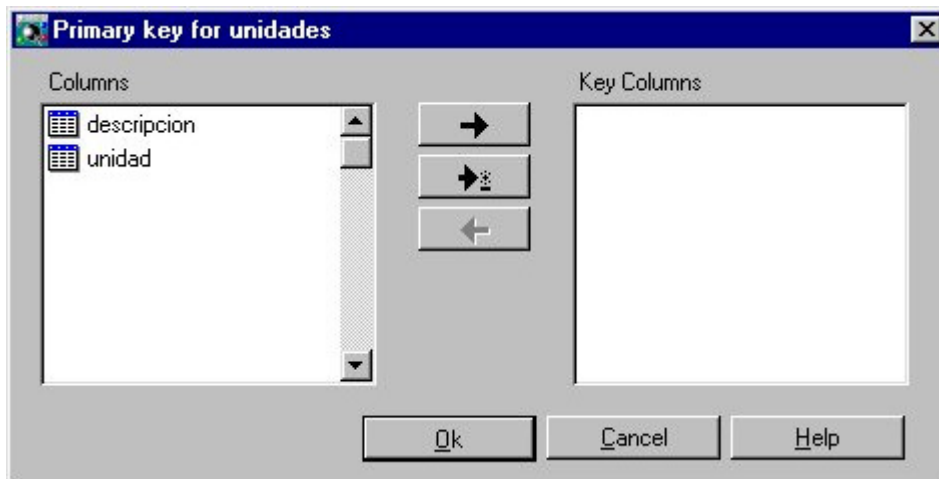 Primary key for unidades
Columns
Key Columns
descripcion
unidad
Ok
Cancel
Help